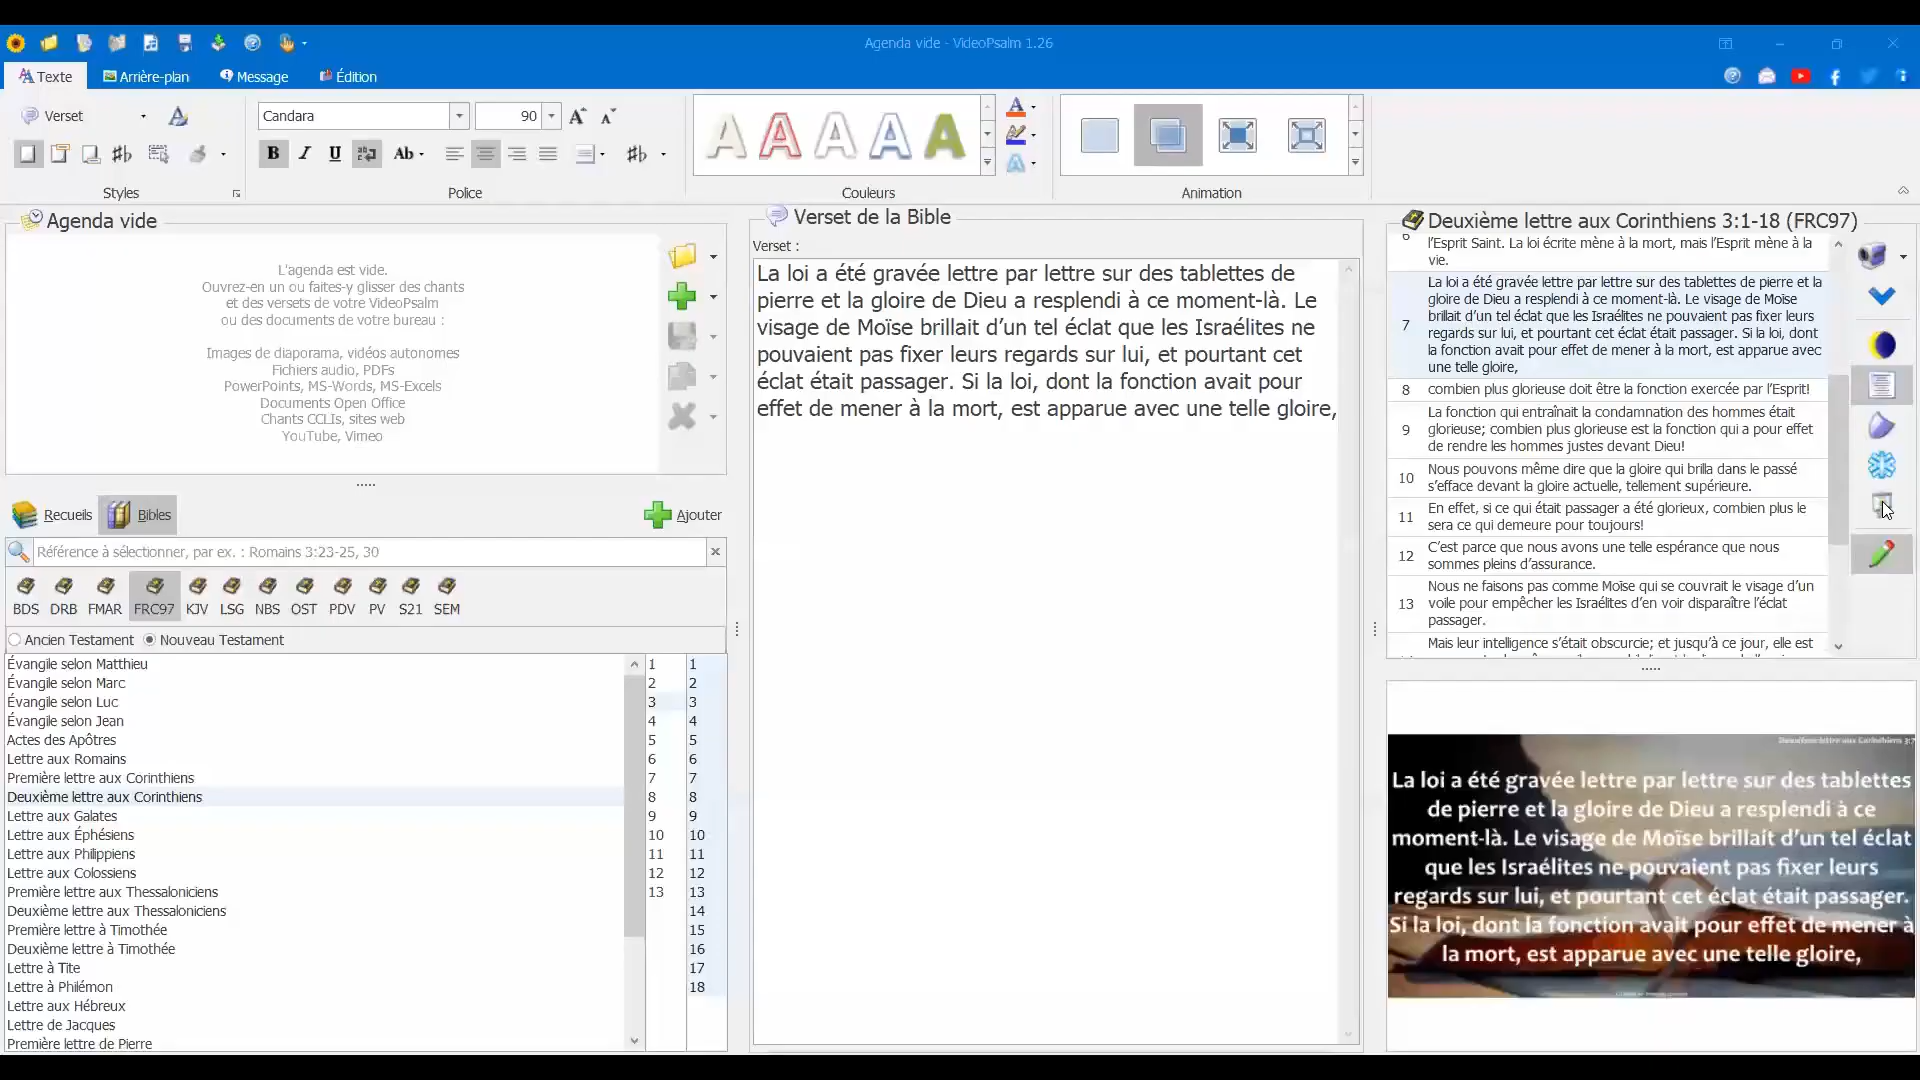 Agenda vide - VideoPsalm 1.26
Texte
Arrière-plan
Message
Édition
Verset
Candara
90
B I U Ab
Styles
Police
Couleurs
Animation
Agenda vide
L'agenda est vide.
Ouvrez-en un ou faites-y glisser des chants
et des versets de votre VideoPsalm
ou des documents de votre bureau :
Images de diaporama, vidéos autonomes
Fichiers audio, PDFs
PowerPoints, MS-Words, MS-Excels
Documents Open Office
Chants CCLIs, sites web
YouTube, Vimeo
Recueils
Bibles
Ajouter
Référence à sélectionner, par ex. : Romains 3:23-25, 30
BDS DRB FMAR FRC97 KJV LSG NBS OST PDV PV S21 SEM
Ancien Testament Nouveau Testament
Évangile selon Matthieu 1 1
Évangile selon Marc 2 2
Évangile selon Luc 3 3
Évangile selon Jean 4 4
Actes des Apôtres 5 5
Lettre aux Romains 6 6
Première lettre aux Corinthiens 7 7
Deuxième lettre aux Corinthiens 8 8
Lettre aux Galates 9 9
Lettre aux Éphésiens 10 10
Lettre aux Philippiens 11 11
Lettre aux Colossiens 12 12
Première lettre aux Thessaloniciens 13 13
Deuxième lettre aux Thessaloniciens 14
Première lettre à Timothée 15
Deuxième lettre à Timothée 16
Lettre à Tite 17
Lettre à Philémon 18
Lettre aux Hébreux
Lettre de Jacques
Première lettre de Pierre
Verset de la Bible
Verset :
La loi a été gravée lettre par lettre sur des tablettes de
pierre et la gloire de Dieu a resplendi à ce moment-là. Le
visage de Moïse brillait d’un tel éclat que les Israélites ne
pouvaient pas fixer leurs regards sur lui, et pourtant cet
éclat était passager. Si la loi, dont la fonction avait pour
effet de mener à la mort, est apparue avec une telle gloire,
Deuxième lettre aux Corinthiens 3:1-18 (FRC97)
6 l’Esprit Saint. La loi écrite mène à la mort, mais l’Esprit mène à la
vie.
La loi a été gravée lettre par lettre sur des tablettes de pierre et la
gloire de Dieu a resplendi à ce moment-là. Le visage de Moïse
brillait d’un tel éclat que les Israélites ne pouvaient pas fixer leurs
7 regards sur lui, et pourtant cet éclat était passager. Si la loi, dont
la fonction avait pour effet de mener à la mort, est apparue avec
une telle gloire,
8 combien plus glorieuse doit être la fonction exercée par l’Esprit!
La fonction qui entraînait la condamnation des hommes était
9 glorieuse; combien plus glorieuse est la fonction qui a pour effet
de rendre les hommes justes devant Dieu!
10 Nous pouvons même dire que la gloire qui brilla dans le passé
s’efface devant la gloire actuelle, tellement supérieure.
11 En effet, si ce qui était passager a été glorieux, combien plus le
sera ce qui demeure pour toujours!
12 C’est parce que nous avons une telle espérance que nous
sommes pleins d’assurance.
Nous ne faisons pas comme Moïse qui se couvrait le visage d’un
13 voile pour empêcher les Israélites d’en voir disparaître l’éclat
passager.
Mais leur intelligence s’était obscurcie; et jusqu’à ce jour, elle est
Deuxième lettre aux Corinthiens 3:7
La loi a été gravée lettre par lettre sur des tablettes
de pierre et la gloire de Dieu a resplendi à ce
moment-là. Le visage de Moïse brillait d’un tel éclat
que les Israélites ne pouvaient pas fixer leurs
regards sur lui, et pourtant cet éclat était passager.
Si la loi, dont la fonction avait pour effet de mener à
la mort, est apparue avec une telle gloire,